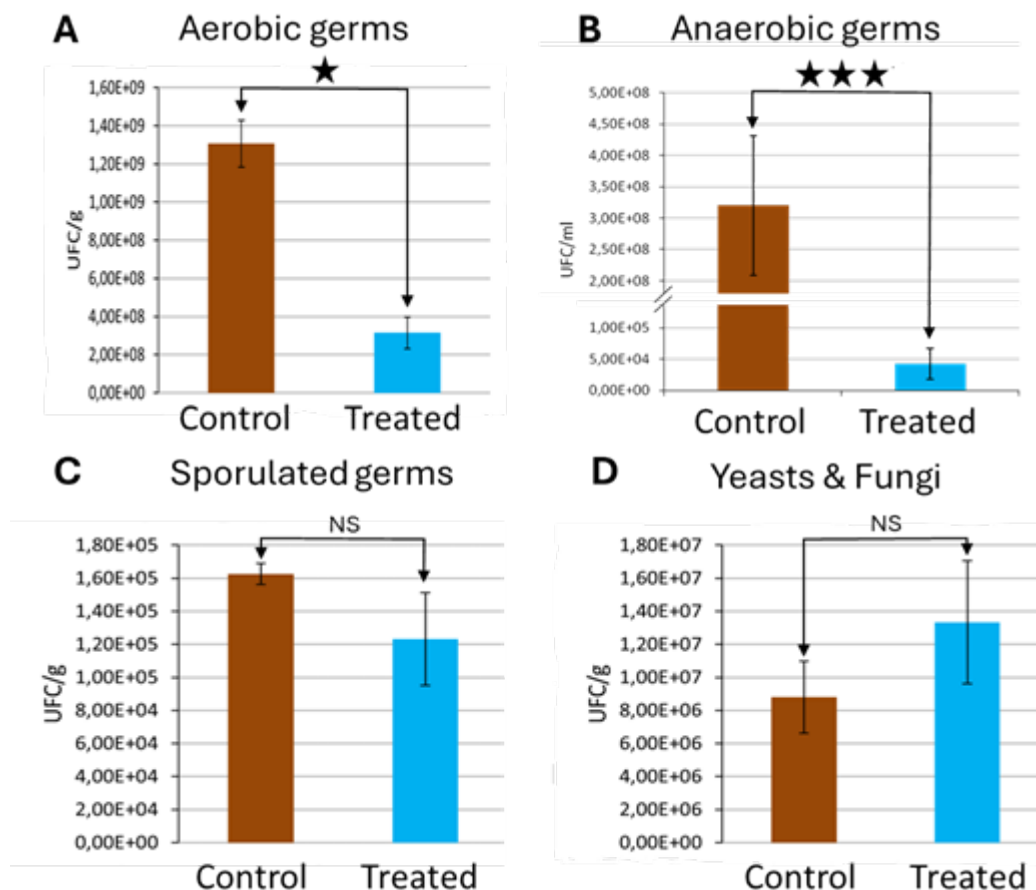 A Aerobic germs
★
1,60E+09
1,40E+09
1,20E+09
1,00E+09
8,00E+08
6,00E+08
4,00E+08
2,00E+08
0,00E+00
UFC/g
Control Treated
B Anaerobic germs
★★★
5,00E+08
4,50E+08
4,00E+08
3,50E+08
3,00E+08
2,50E+08
2,00E+08
1,00E+05
5,00E+04
0,00E+00
UFC/ml
Control Treated
C Sporulated germs
NS
1,80E+05
1,60E+05
1,40E+05
1,20E+05
1,00E+05
8,00E+04
6,00E+04
4,00E+04
2,00E+04
0,00E+00
UFC/g
Control Treated
D Yeasts & Fungi
NS
1,80E+07
1,60E+07
1,40E+07
1,20E+07
1,00E+07
8,00E+06
6,00E+06
4,00E+06
2,00E+06
0,00E+00
UFC/g
Control Treated